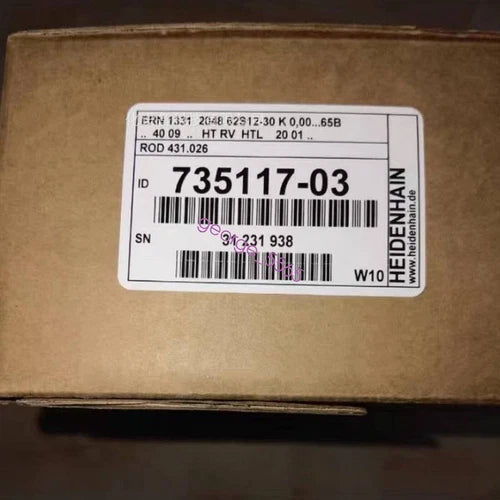 ERN 1331 2048 62S12-30 K 0,00...65B
.. 40 09 .. HT RV HTL 20 01 ..
ROD 431.026
ID 735117-03
SN 31 231 938
W10
HEIDENHAIN
www.heidenhain.de